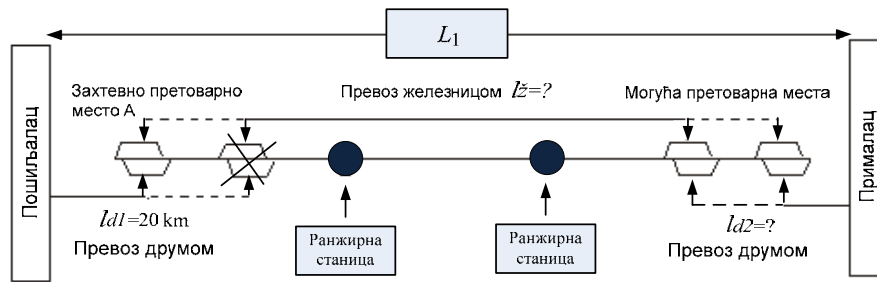 L1
Захтевно претоварно
место А
Превоз железницом lž=?
Могућа претоварна места
Пошиљалац
Прималац
ld1=20 km
Превоз друмом
Ранжирна
станица
Ранжирна
станица
ld2=?
Превоз друмом